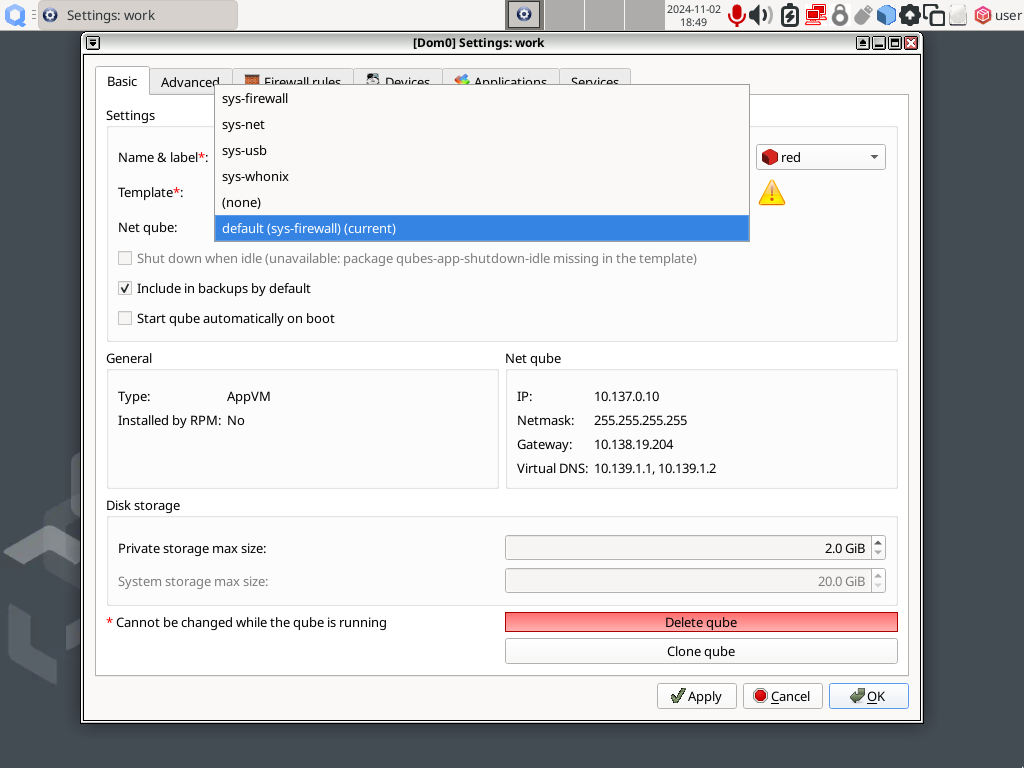 Settings: work
2024-11-02
18:49
user
[Dom0] Settings: work
Basic
Advanced
Firewall rules
Devices
Applications
Services
Settings
sys-firewall
sys-net
sys-usb
sys-whonix
(none)
default (sys-firewall) (current)
Name & label*:
red
Template*:
Net qube:
Shut down when idle (unavailable: package qubes-app-shutdown-idle missing in the template)
Include in backups by default
Start qube automatically on boot
General
Type: AppVM
Installed by RPM: No
Net qube
IP: 10.137.0.10
Netmask: 255.255.255.255
Gateway: 10.138.19.204
Virtual DNS: 10.139.1.1, 10.139.1.2
Disk storage
Private storage max size: 2.0 GiB
System storage max size: 20.0 GiB
* Cannot be changed while the qube is running
Delete qube
Clone qube
Apply
Cancel
OK